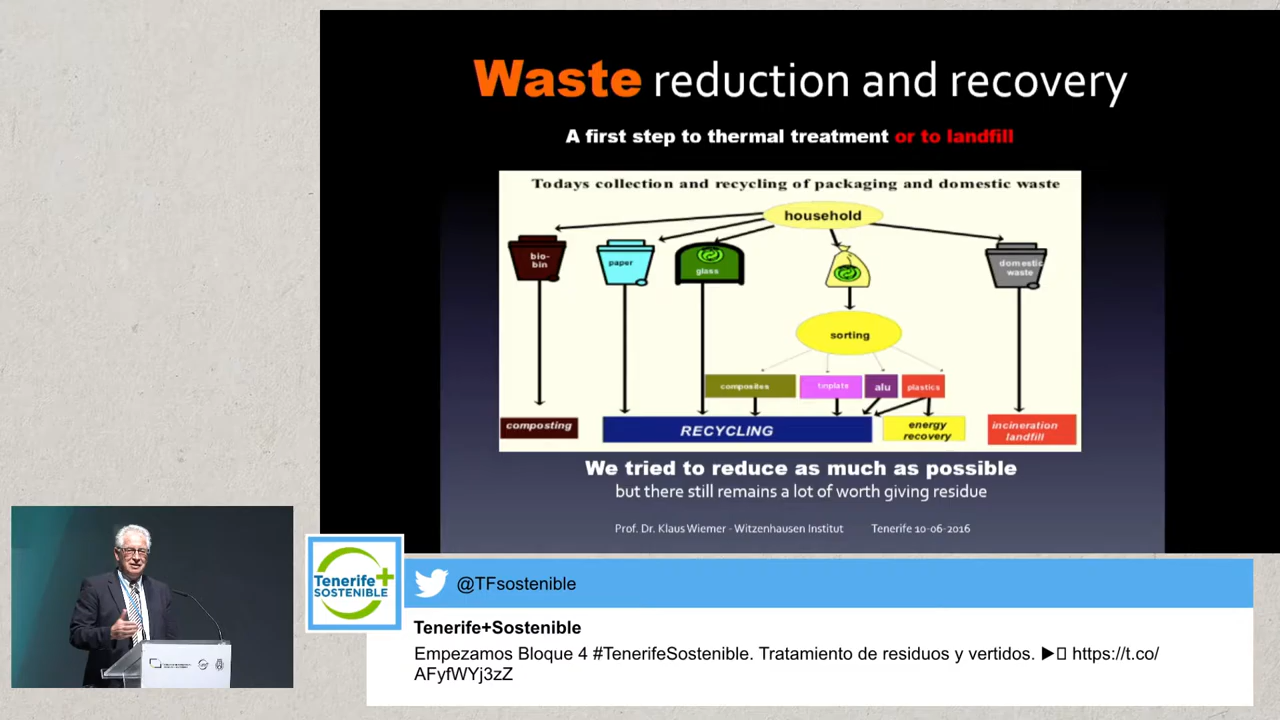 Waste reduction and recovery
A first step to thermal treatment or to landfill
Todays collection and recycling of packaging and domestic waste
household
bio-
bin
paper
glass
domestic
waste
sorting
composites
tinplate
alu
plastics
composting
RECYCLING
energy
recovery
incineration
landfill
We tried to reduce as much as possible
but there still remains a lot of worth giving residue
Prof. Dr. Klaus Wiemer - Witzenhausen Institut Tenerife 10-06-2016
Tenerife+
SOSTENIBLE
@TFsostenible
Tenerife+Sostenible
Empezamos Bloque 4 #TenerifeSostenible. Tratamiento de residuos y vertidos. ▶ https://t.co/
AFyfWYj3zZ